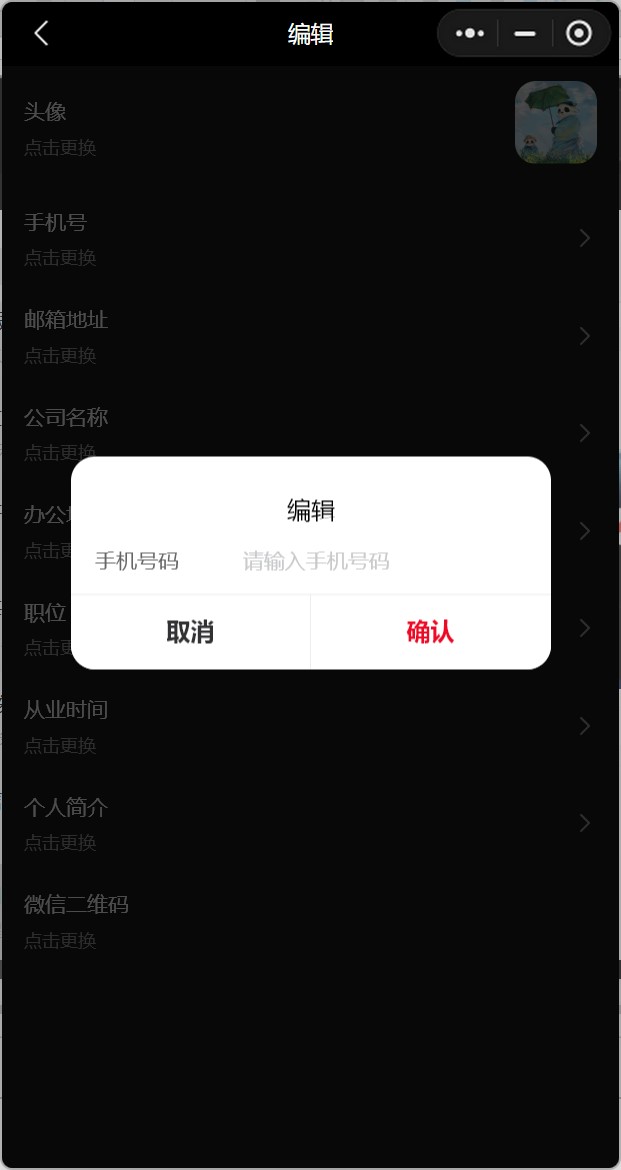 编辑
头像
点击更换
手机号
点击更换
邮箱地址
点击更换
公司名称
点击更换
编辑
手机号码 请输入手机号码
取消 确认
办公
点击
职位
点击
从业时间
点击更换
个人简介
点击更换
微信二维码
点击更换